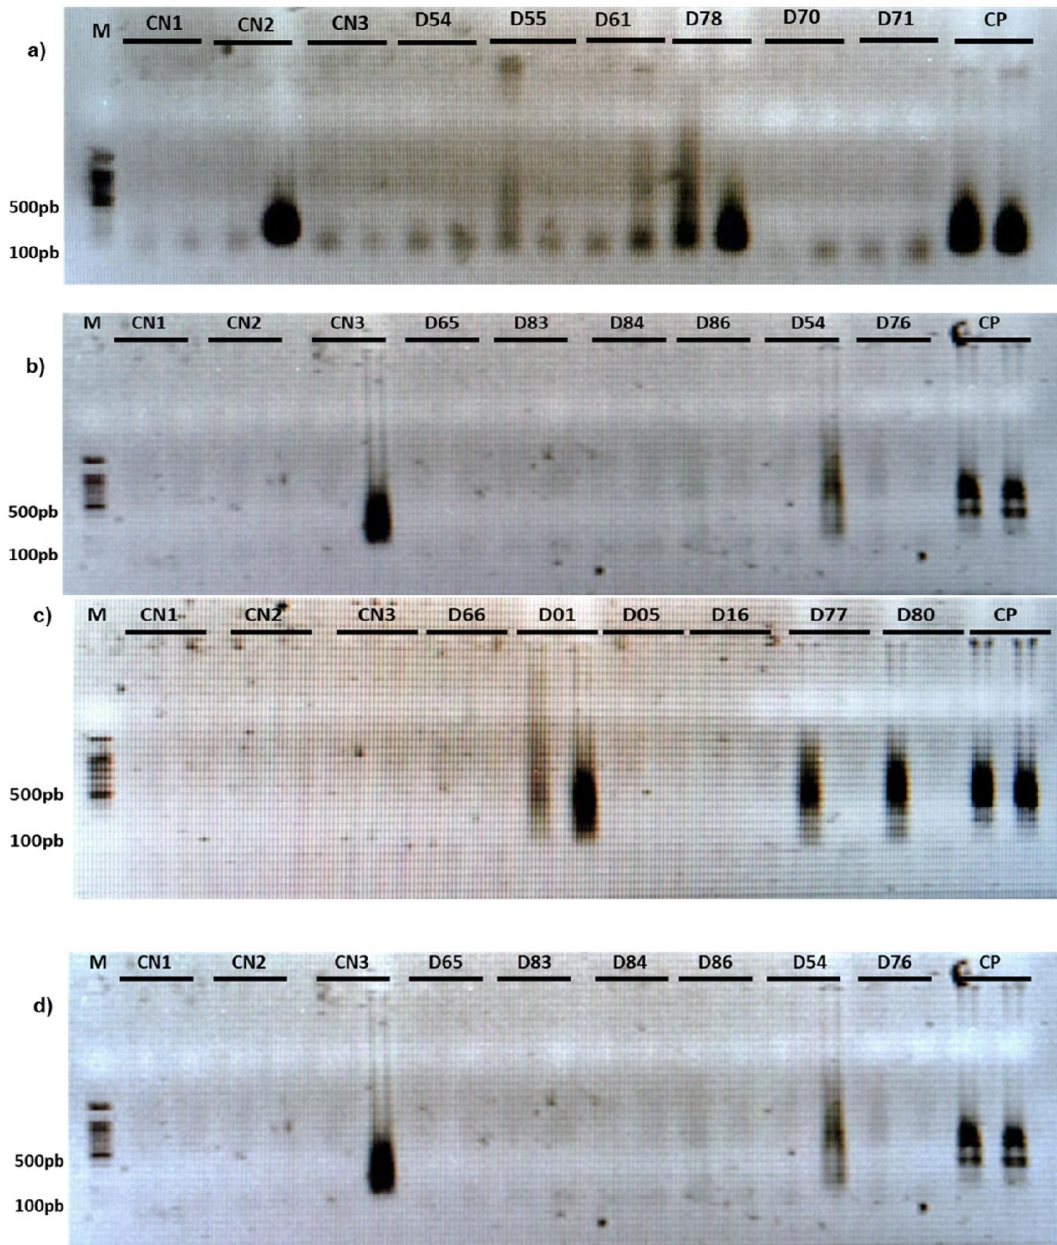 a) M CN1 CN2 CN3 D54 D55 D61 D78 D70 D71 CP
500pb
100pb
b) M CN1 CN2 CN3 D65 D83 D84 D86 D54 D76 CP
500pb
100pb
c) M CN1 CN2 CN3 D66 D01 D05 D16 D77 D80 CP
500pb
100pb
d) M CN1 CN2 CN3 D65 D83 D84 D86 D54 D76 CP
500pb
100pb